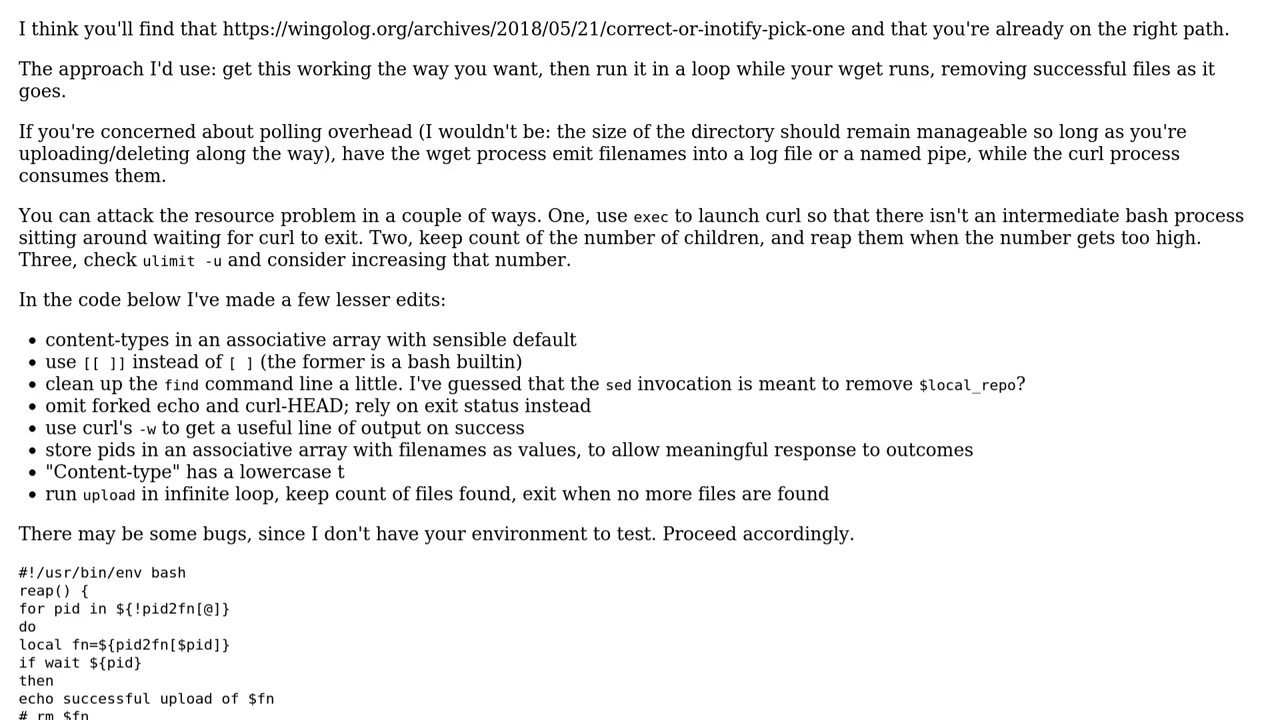 I think you'll find that https://wingolog.org/archives/2018/05/21/correct-or-inotify-pick-one and that you're already on the right path.
The approach I'd use: get this working the way you want, then run it in a loop while your wget runs, removing successful files as it
goes.
If you're concerned about polling overhead (I wouldn't be: the size of the directory should remain manageable so long as you're
uploading/deleting along the way), have the wget process emit filenames into a log file or a named pipe, while the curl process
consumes them.
You can attack the resource problem in a couple of ways. One, use exec to launch curl so that there isn't an intermediate bash process
sitting around waiting for curl to exit. Two, keep count of the number of children, and reap them when the number gets too high.
Three, check ulimit -u and consider increasing that number.
In the code below I've made a few lesser edits:
• content-types in an associative array with sensible default
• use [[ ]] instead of [ ] (the former is a bash builtin)
• clean up the find command line a little. I've guessed that the sed invocation is meant to remove $local_repo?
• omit forked echo and curl-HEAD; rely on exit status instead
• use curl's -w to get a useful line of output on success
• store pids in an associative array with filenames as values, to allow meaningful response to outcomes
• "Content-type" has a lowercase t
• run upload in infinite loop, keep count of files found, exit when no more files are found
There may be some bugs, since I don't have your environment to test. Proceed accordingly.
#!/usr/bin/env bash
reap() {
for pid in ${!pid2fn[@]}
do
local fn=${pid2fn[$pid]}
if wait ${pid}
then
echo successful upload of $fn
# rm $fn